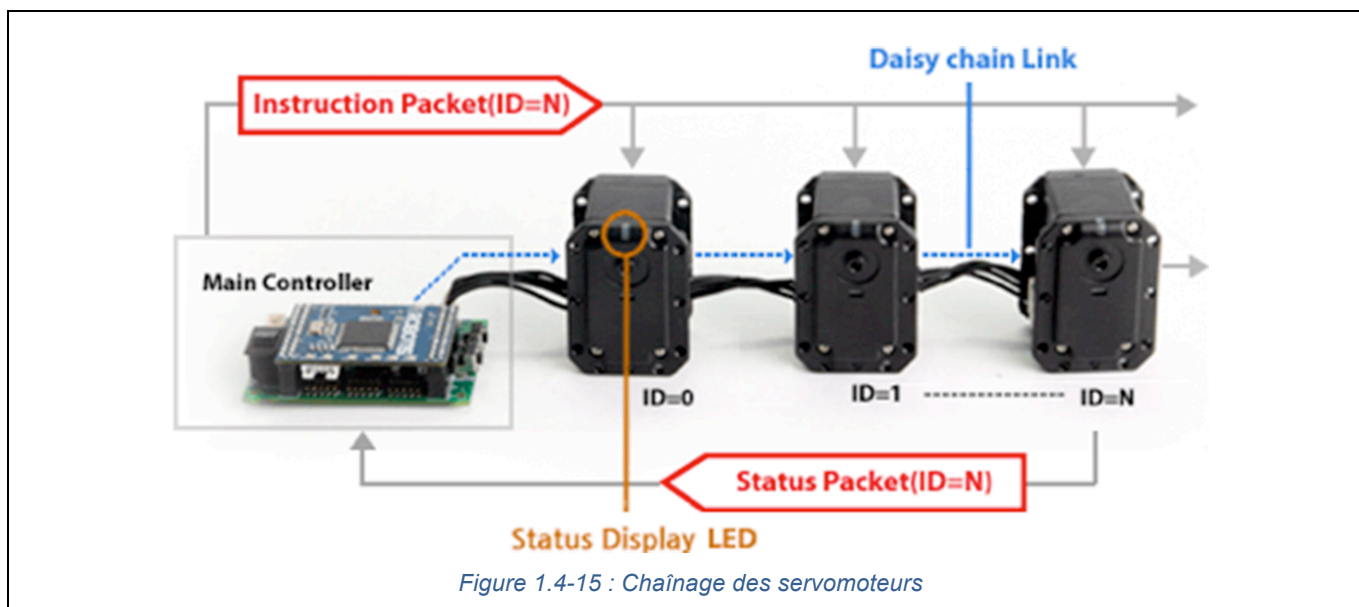 Daisy chain Link
Instruction Packet(ID=N)
Main Controller
ID=0
ID=1
ID=N
Status Packet(ID=N)
Status Display LED
Figure 1.4-15 : Chaînage des servomoteurs